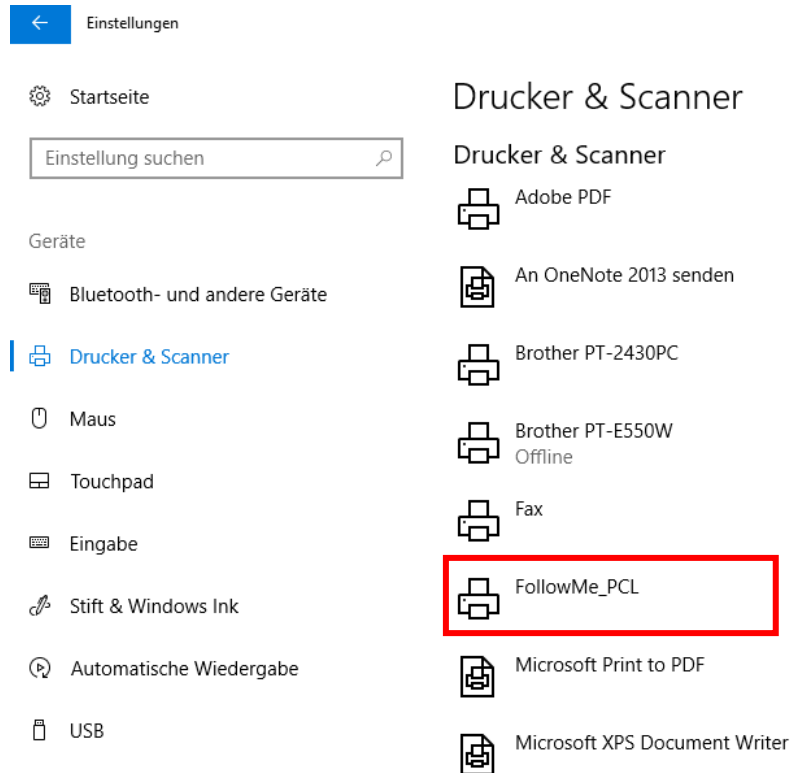 Einstellungen
Startseite
Einstellung suchen
Geräte
Bluetooth- und andere Geräte
Drucker & Scanner
Maus
Touchpad
Eingabe
Stift & Windows Ink
Automatische Wiedergabe
USB
Drucker & Scanner
Drucker & Scanner
Adobe PDF
An OneNote 2013 senden
Brother PT-2430PC
Brother PT-E550W
Offline
Fax
FollowMe_PCL
Microsoft Print to PDF
Microsoft XPS Document Writer